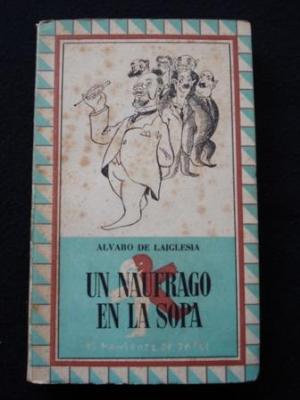 ALVARO DE LAIGLESIA
UN NAUFRAGO
EN LA SOPA